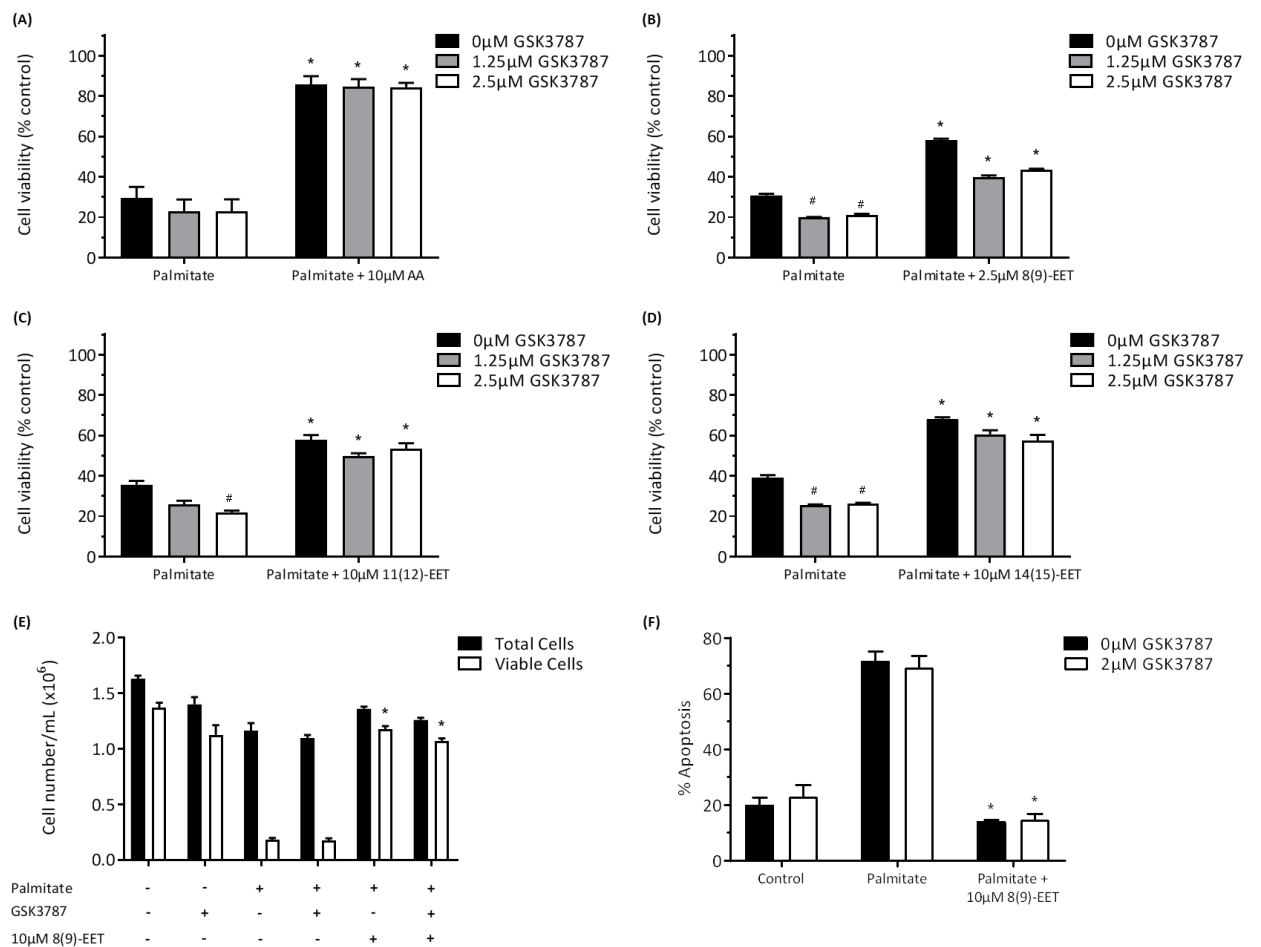 (A)
Cell viability (% control)
100
80
60
40
20
0
* * *
Palmitate
Palmitate + 10µM AA
0µM GSK3787
1.25µM GSK3787
2.5µM GSK3787
(B)
Cell viability (% control)
100
80
60
40
20
0
# #
* * *
Palmitate
Palmitate + 2.5µM 8(9)-EET
0µM GSK3787
1.25µM GSK3787
2.5µM GSK3787
(C)
Cell viability (% control)
100
80
60
40
20
0
#
* * *
Palmitate
Palmitate + 10µM 11(12)-EET
0µM GSK3787
1.25µM GSK3787
2.5µM GSK3787
(D)
Cell viability (% control)
100
80
60
40
20
0
# #
* * *
Palmitate
Palmitate + 10µM 14(15)-EET
0µM GSK3787
1.25µM GSK3787
2.5µM GSK3787
(E)
Cell number/mL (x10⁶)
2.0
1.5
1.0
0.5
0.0
* *
Total Cells
Viable Cells
Palmitate - - + + + +
GSK3787 - + - + - +
10µM 8(9)-EET - - - - + +
(F)
% Apoptosis
80
60
40
20
0
* *
Control
Palmitate
Palmitate +
10µM 8(9)-EET
0µM GSK3787
2µM GSK3787